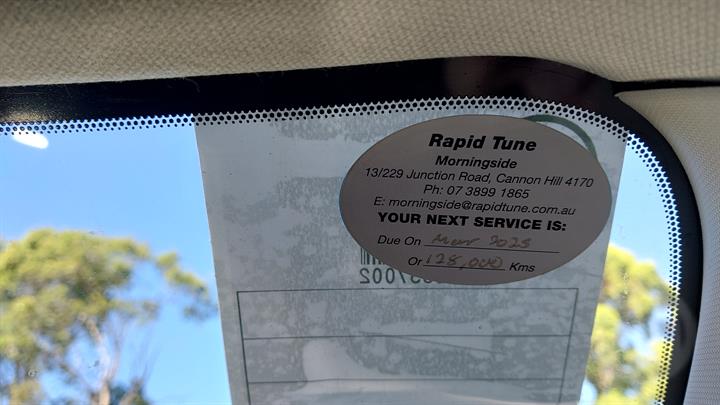 Rapid Tune
Morningside
13/229 Junction Road, Cannon Hill 4170
Ph: 07 3899 1865
E: morningside@rapidtune.com.au
YOUR NEXT SERVICE IS:
Due On Mar 2025
Or 128,000 Kms